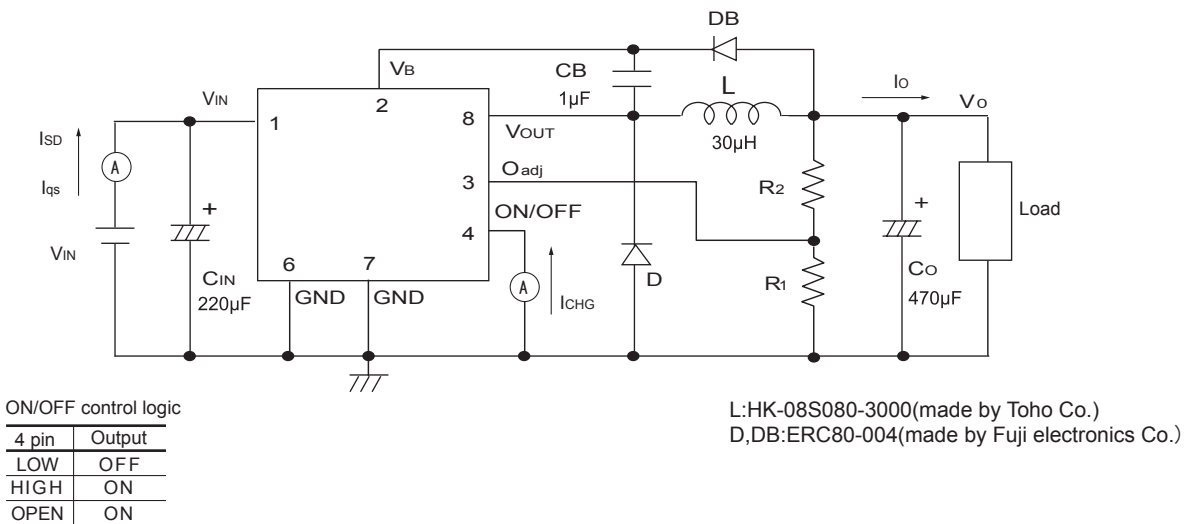 DB
VB
CB
1μF
L
IO
VO
VIN
1
2
8
VOUT
30μH
ISD
A
Oadj
3
R2
Iqs
ON/OFF
4
+
+
Load
VIN
CIN
220μF
6
7
GND
GND
A
ICHG
D
R1
CO
470μF
ON/OFF control logic
4 pin Output
LOW OFF
HIGH ON
OPEN ON
L:HK-08S080-3000(made by Toho Co.)
D,DB:ERC80-004(made by Fuji electronics Co.)